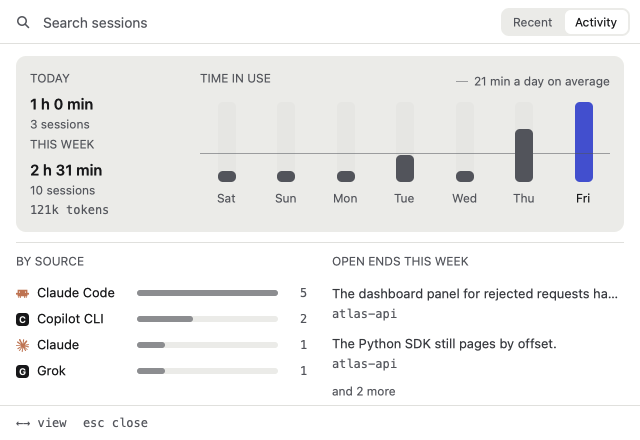 Search sessions
Recent
Activity
TODAY
1 h 0 min
3 sessions
THIS WEEK
2 h 31 min
10 sessions
121k tokens
TIME IN USE
21 min a day on average
Sat Sun Mon Tue Wed Thu Fri
BY SOURCE
Claude Code 5
C Copilot CLI 2
Claude 1
G Grok 1
OPEN ENDS THIS WEEK
The dashboard panel for rejected requests ha…
atlas-api
The Python SDK still pages by offset.
atlas-api
and 2 more
←→ view esc close